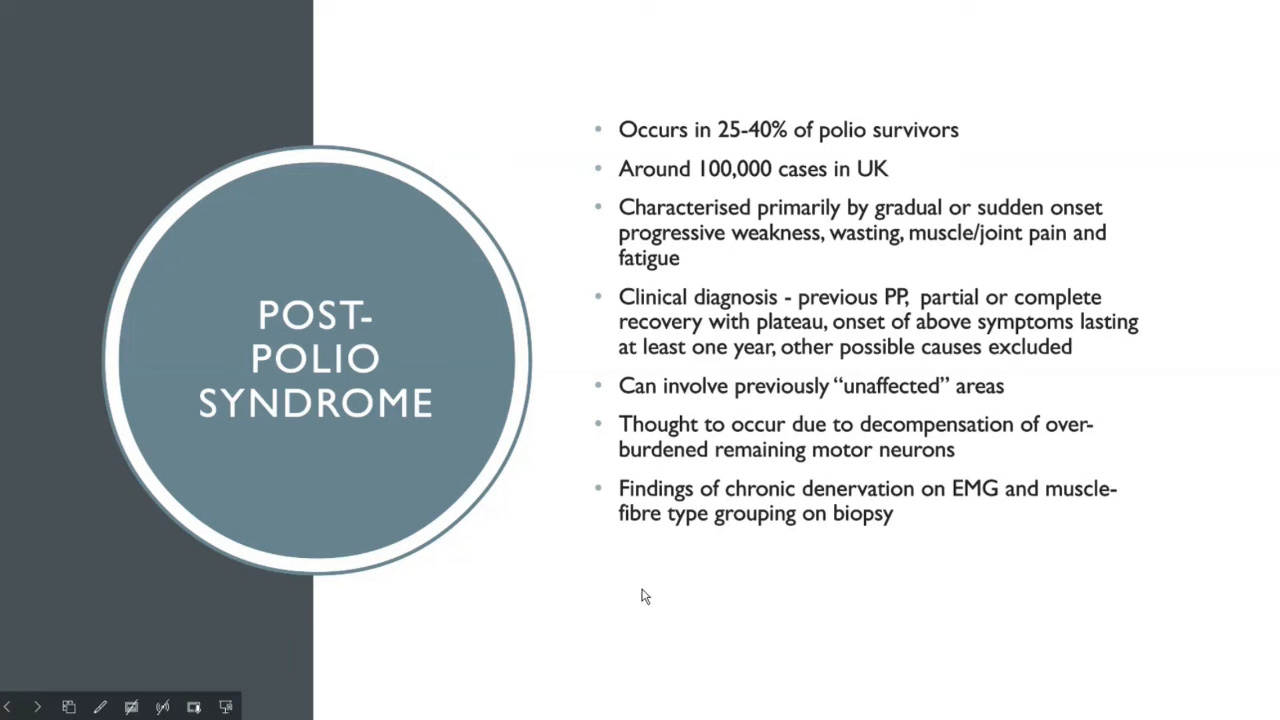 POST-
POLIO
SYNDROME
• Occurs in 25-40% of polio survivors
• Around 100,000 cases in UK
• Characterised primarily by gradual or sudden onset
progressive weakness, wasting, muscle/joint pain and
fatigue
• Clinical diagnosis - previous PP,  partial or complete
recovery with plateau, onset of above symptoms lasting
at least one year, other possible causes excluded
• Can involve previously “unaffected” areas
• Thought to occur due to decompensation of over-
burdened remaining motor neurons
• Findings of chronic denervation on EMG and muscle-
fibre type grouping on biopsy